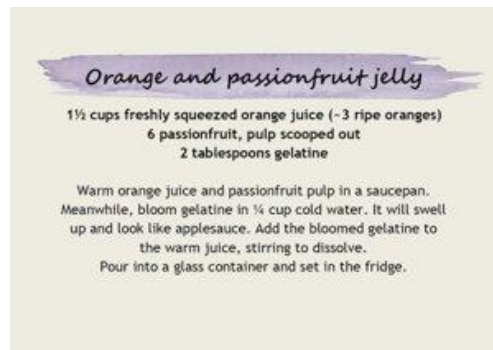 Orange and passionfruit jelly
1½ cups freshly squeezed orange juice (~3 ripe oranges)
6 passionfruit, pulp scooped out
2 tablespoons gelatine
Warm orange juice and passionfruit pulp in a saucepan.
Meanwhile, bloom gelatine in ¼ cup cold water. It will swell
up and look like applesauce. Add the bloomed gelatine to
the warm juice, stirring to dissolve.
Pour into a glass container and set in the fridge.